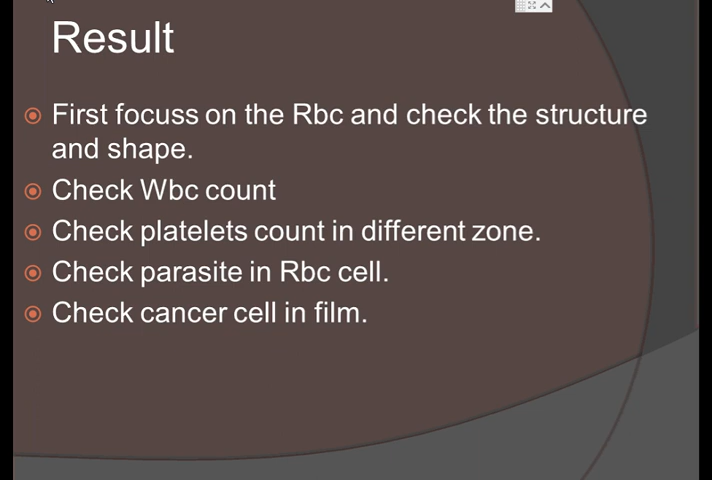 Result
First focuss on the Rbc and check the structure
and shape.
Check Wbc count
Check platelets count in different zone.
Check parasite in Rbc cell.
Check cancer cell in film.